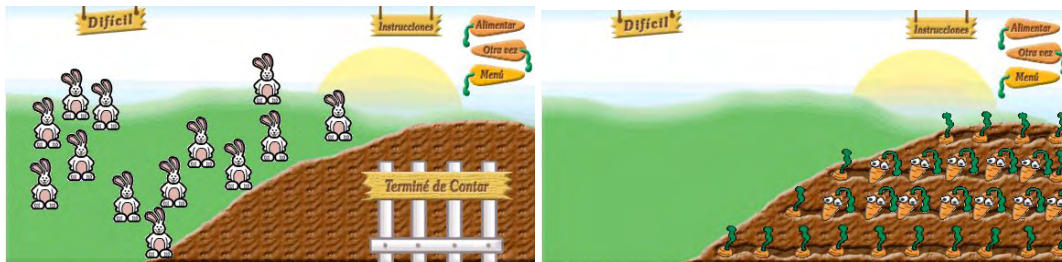 Difícil
Instrucciones
Alimentar
Otra vez
Menú
Terminé de Contar
Difícil
Instrucciones
Alimentar
Otra vez
Menú